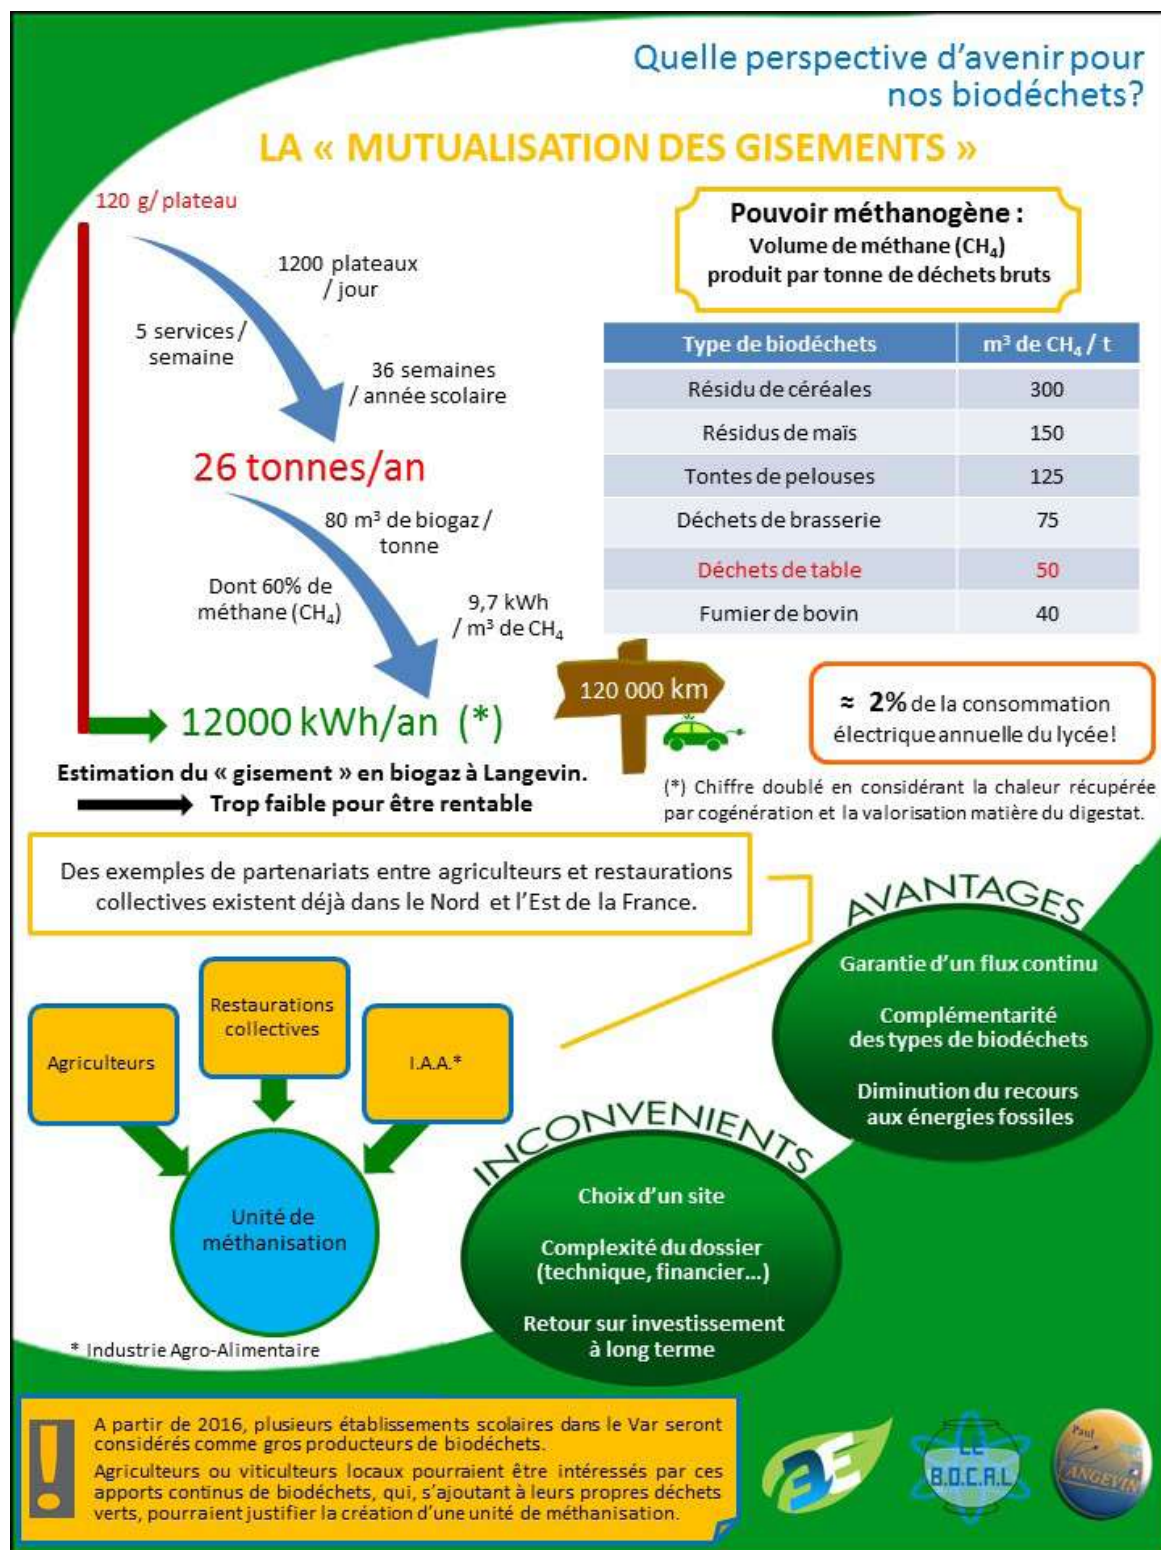 Quelle perspective d’avenir pour
nos biodéchets?
LA « MUTUALISATION DES GISEMENTS »
120 g/ plateau
1200 plateaux
/ jour
5 services /
semaine
36 semaines
/ année scolaire
26 tonnes/an
80 m³ de biogaz /
tonne
Dont 60% de
méthane (CH₄)
9,7 kWh
/ m³ de CH₄
12000 kWh/an (*)
Estimation du « gisement » en biogaz à Langevin.
Trop faible pour être rentable
Pouvoir méthanogène :
Volume de méthane (CH₄)
produit par tonne de déchets bruts
Type de biodéchets m³ de CH₄ / t
Résidu de céréales 300
Résidus de maïs 150
Tontes de pelouses 125
Déchets de brasserie 75
Déchets de table 50
Fumier de bovin 40
120 000 km
≈ 2% de la consommation
électrique annuelle du lycée!
(*) Chiffre doublé en considérant la chaleur récupérée
par cogénération et la valorisation matière du digestat.
Des exemples de partenariats entre agriculteurs et restaurations
collectives existent déjà dans le Nord et l’Est de la France.
AVANTAGES
Garantie d’un flux continu
Complémentarité
des types de biodéchets
Diminution du recours
aux énergies fossiles
Agriculteurs
Restaurations
collectives
I.A.A.*
Unité de
méthanisation
* Industrie Agro-Alimentaire
INCONVENIENTS
Choix d’un site
Complexité du dossier
(technique, financier…)
Retour sur investissement
à long terme
A partir de 2016, plusieurs établissements scolaires dans le Var seront
considérés comme gros producteurs de biodéchets.
Agriculteurs ou viticulteurs locaux pourraient être intéressés par ces
apports continus de biodéchets, qui, s’ajoutant à leurs propres déchets
verts, pourraient justifier la création d’une unité de méthanisation.
LE
B.O.C.A.L
Paul
LANGEVIN